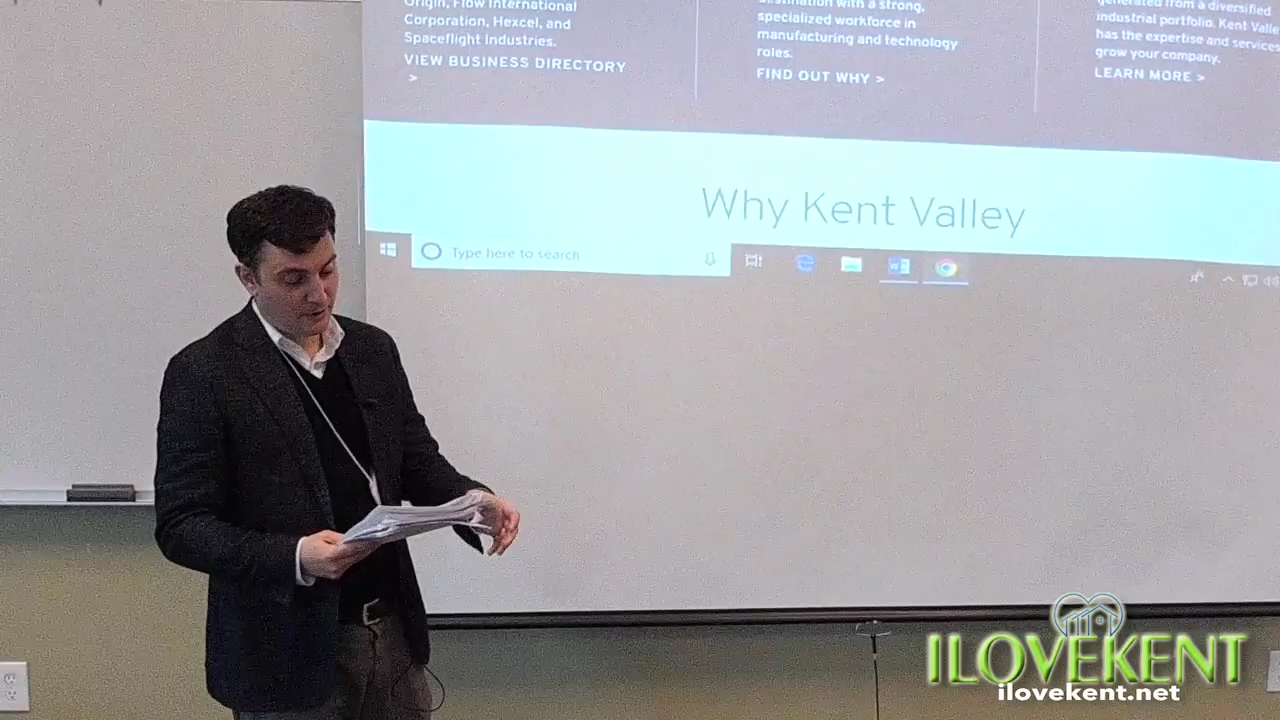 Origin, Flow International
Corporation, Hexcel, and
Spaceflight Industries.
VIEW BUSINESS DIRECTORY
>
destination with a strong,
specialized workforce in
manufacturing and technology
roles.
FIND OUT WHY >
generated from a diversified
industrial portfolio. Kent Valle
has the expertise and services
grow your company.
LEARN MORE >
Why Kent Valley
Type here to search
ILOVEKENT
ilovekent.net